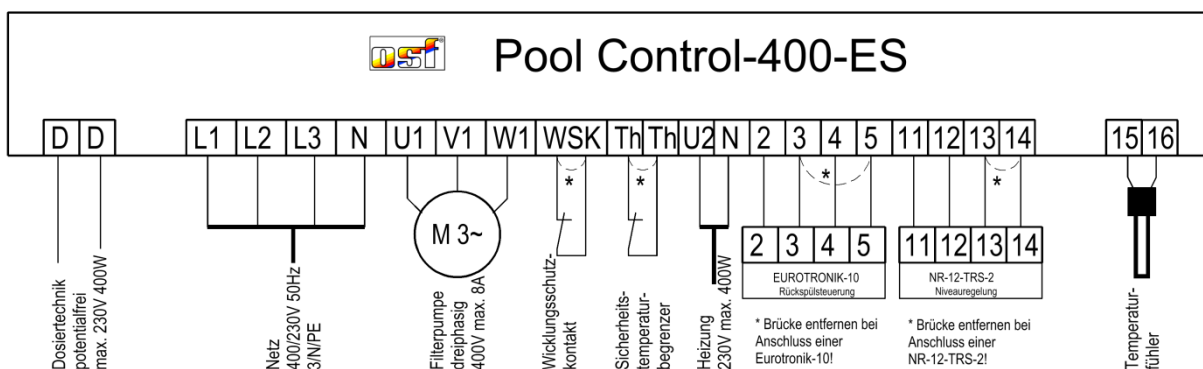 osf Pool Control-400-ES
D D L1 L2 L3 N U1 V1 W1 WSK Th Th U2 N 2 3 4 5 11 12 13 14 15 16
* * * *
M 3~
2 3 4 5
11 12 13 14
EUROTRONIK-10
Rückspülsteuerung
NR-12-TRS-2
Niveauregelung
Dosiertechnik
potentialfrei
max. 230V 400W
Netz
400/230V 50Hz
3/N/PE
Filterpumpe
dreiphasig
400V max. 8A
Wicklungsschutz-
kontakt
Sicherheits-
temperatur-
begrenzer
Heizung
230V max. 400W
* Brücke entfernen bei
Anschluss einer
Eurotronik-10!
* Brücke entfernen bei
Anschluss einer
NR-12-TRS-2!
Temperatur-
fühler